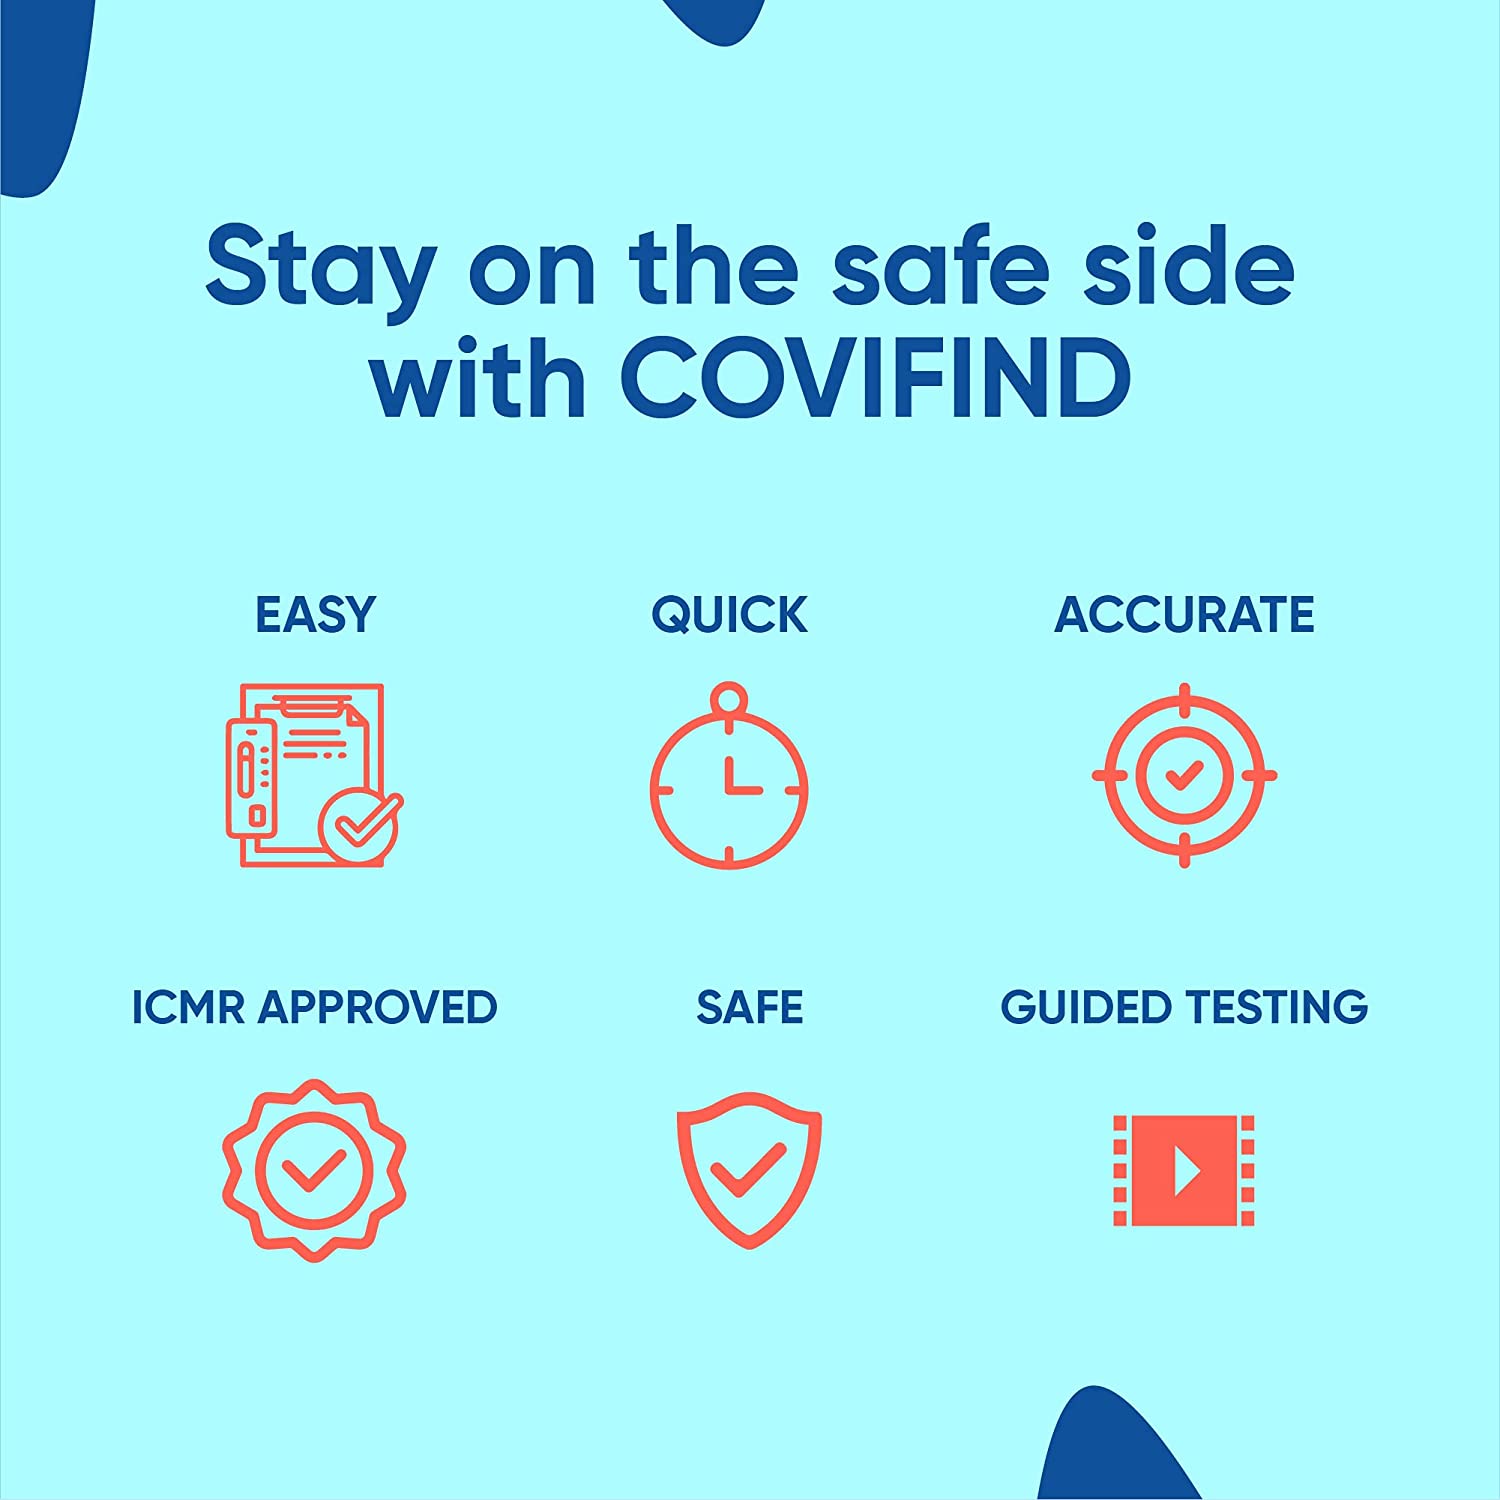 Stay on the safe side
with COVIFIND
EASY
QUICK
ACCURATE
ICMR APPROVED
SAFE
GUIDED TESTING